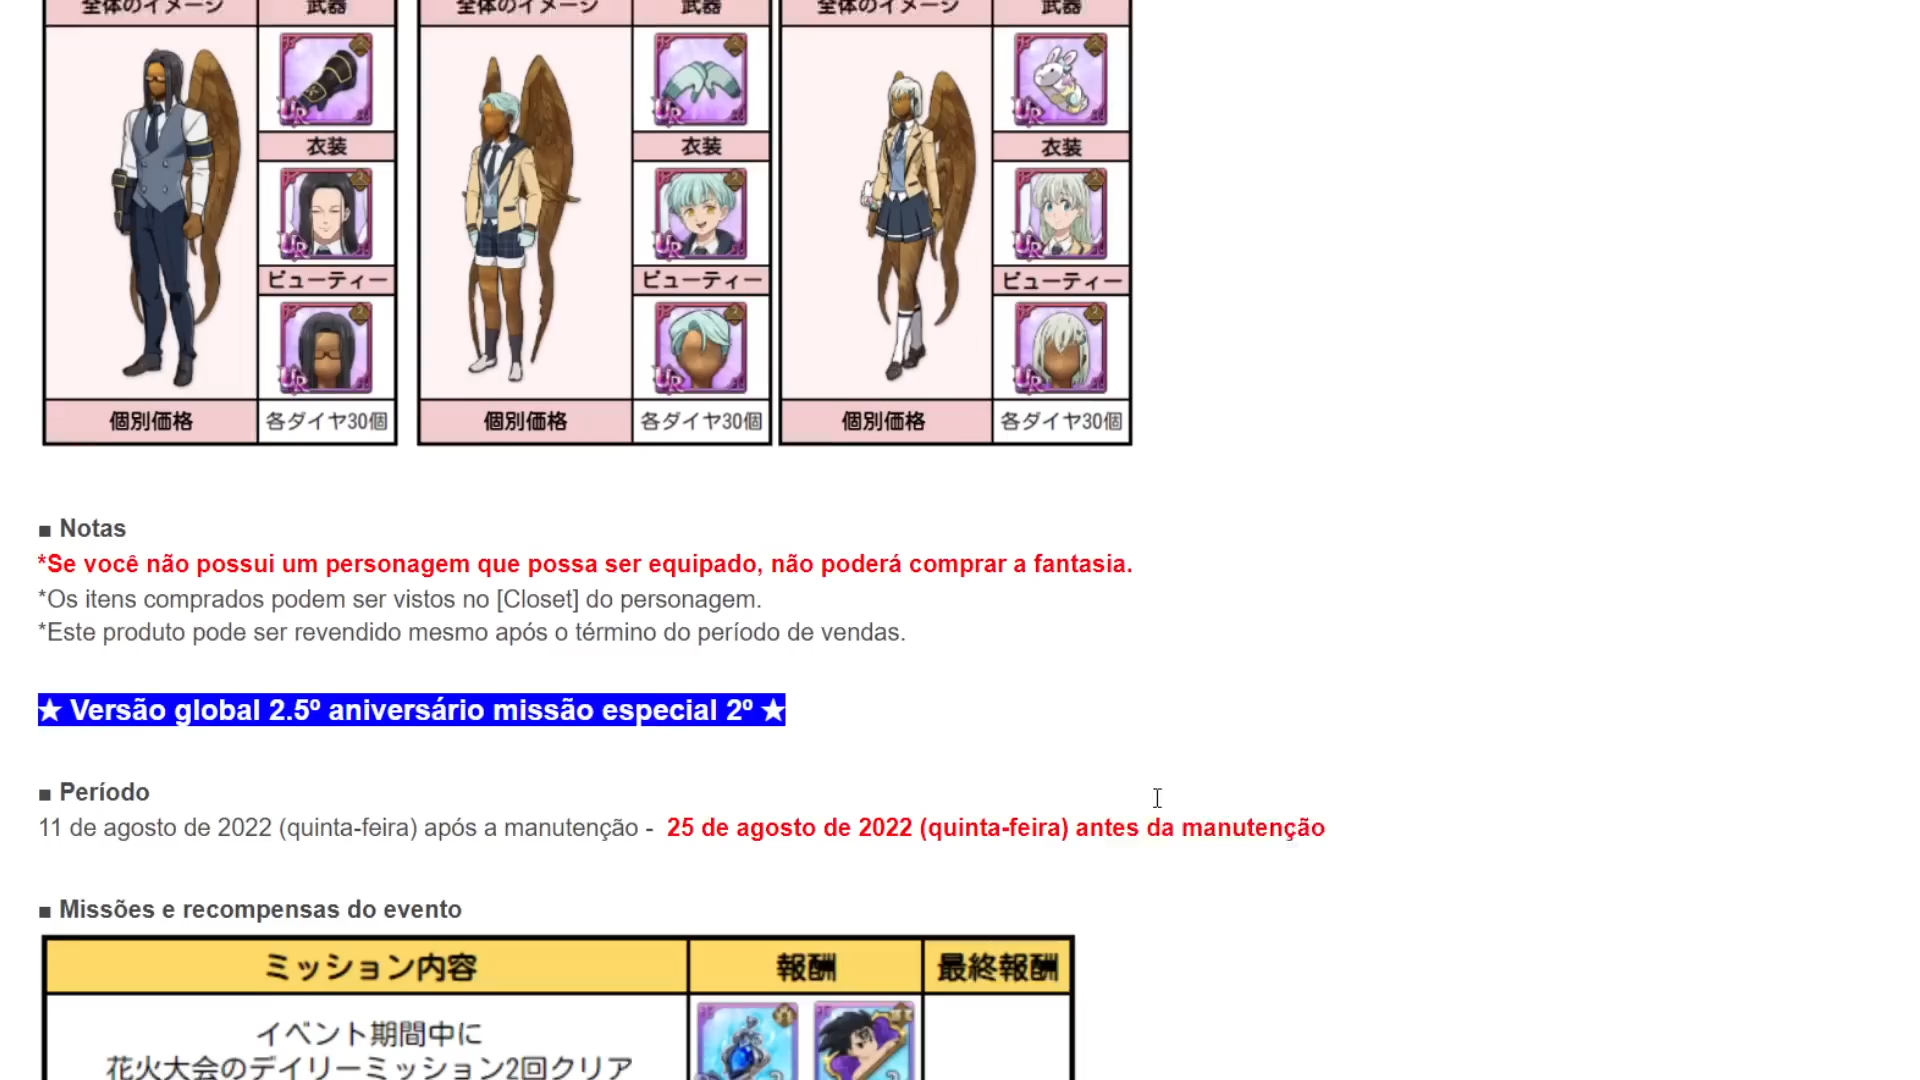 全体のイメージ 武器 全体のイメージ 武器 全体のイメージ 武器
UR UR UR
衣装 衣装 衣装
UR UR UR
ビューティー ビューティー ビューティー
UR UR UR
個別価格 各ダイヤ30個 個別価格 各ダイヤ30個 個別価格 各ダイヤ30個
■ Notas
*Se você não possui um personagem que possa ser equipado, não poderá comprar a fantasia.
*Os itens comprados podem ser vistos no [Closet] do personagem.
*Este produto pode ser revendido mesmo após o término do período de vendas.
★ Versão global 2.5º aniversário missão especial 2º ★
■ Período
11 de agosto de 2022 (quinta-feira) após a manutenção - 25 de agosto de 2022 (quinta-feira) antes da manutenção
■ Missões e recompensas do evento
ミッション内容 報酬 最終報酬
イベント期間中に
花火大会のデイリーミッション2回クリア